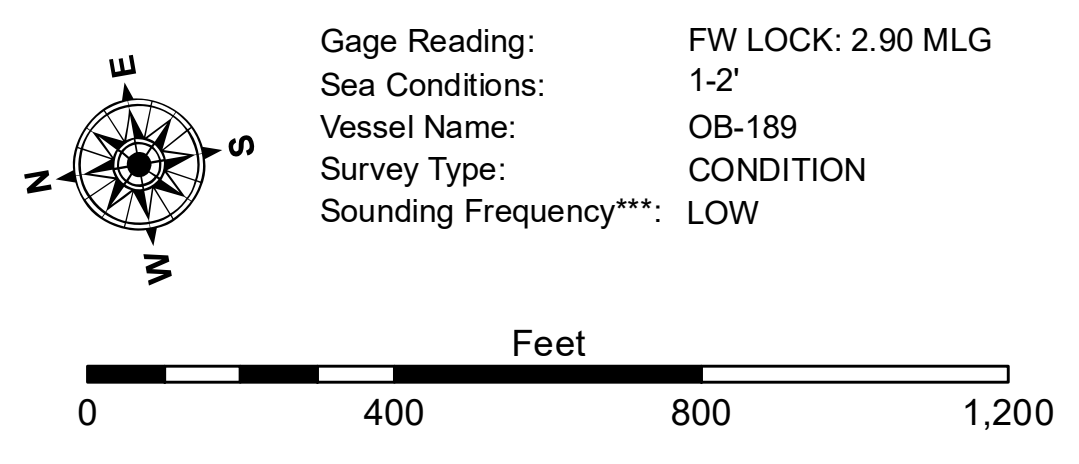 E
S
N
W
Gage Reading: FW LOCK: 2.90 MLG
Sea Conditions: 1-2'
Vessel Name: OB-189
Survey Type: CONDITION
Sounding Frequency***: LOW
Feet
0 400 800 1,200